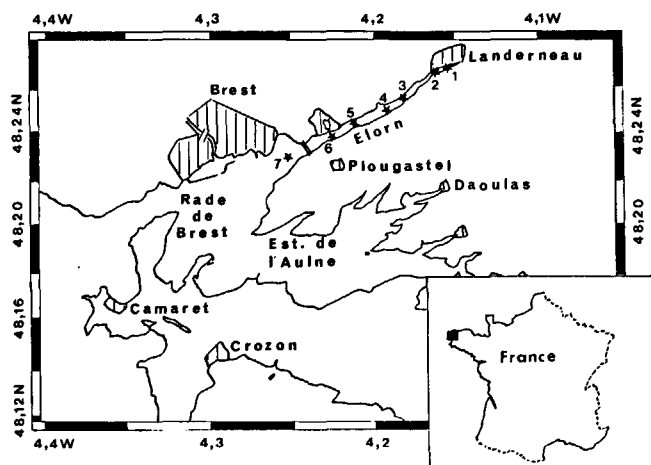 4,4W 4,3 4,2 4,1W
Landerneau
Brest
3 2 1
4
5
Elorn
6
7
Plougastel
Daoulas
Rade
de
Brest
Est. de
l'Aulne
Camaret
Crozon
France
48,24N
48,20
48,16
48,12N
48,24N
48,20
4,4W 4,3 4,2